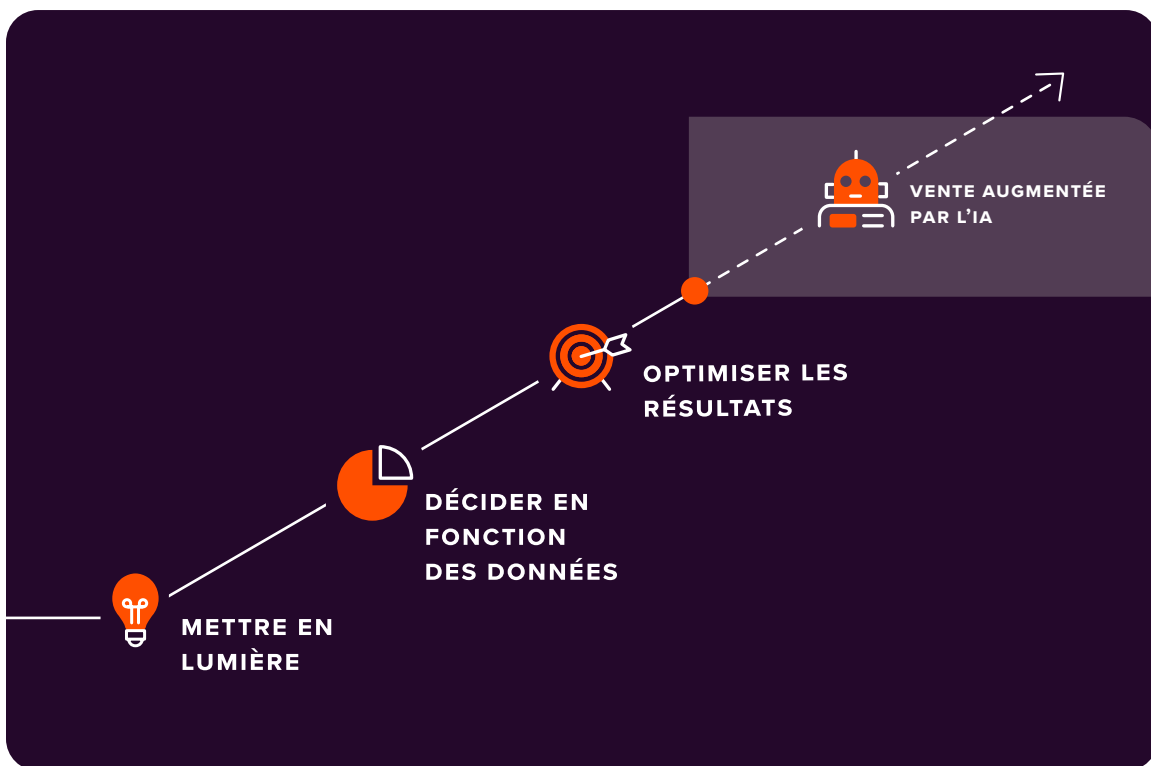 VENTE AUGMENTÉE
PAR L'IA
OPTIMISER LES
RÉSULTATS
DÉCIDER EN
FONCTION
DES DONNÉES
METTRE EN
LUMIÈRE